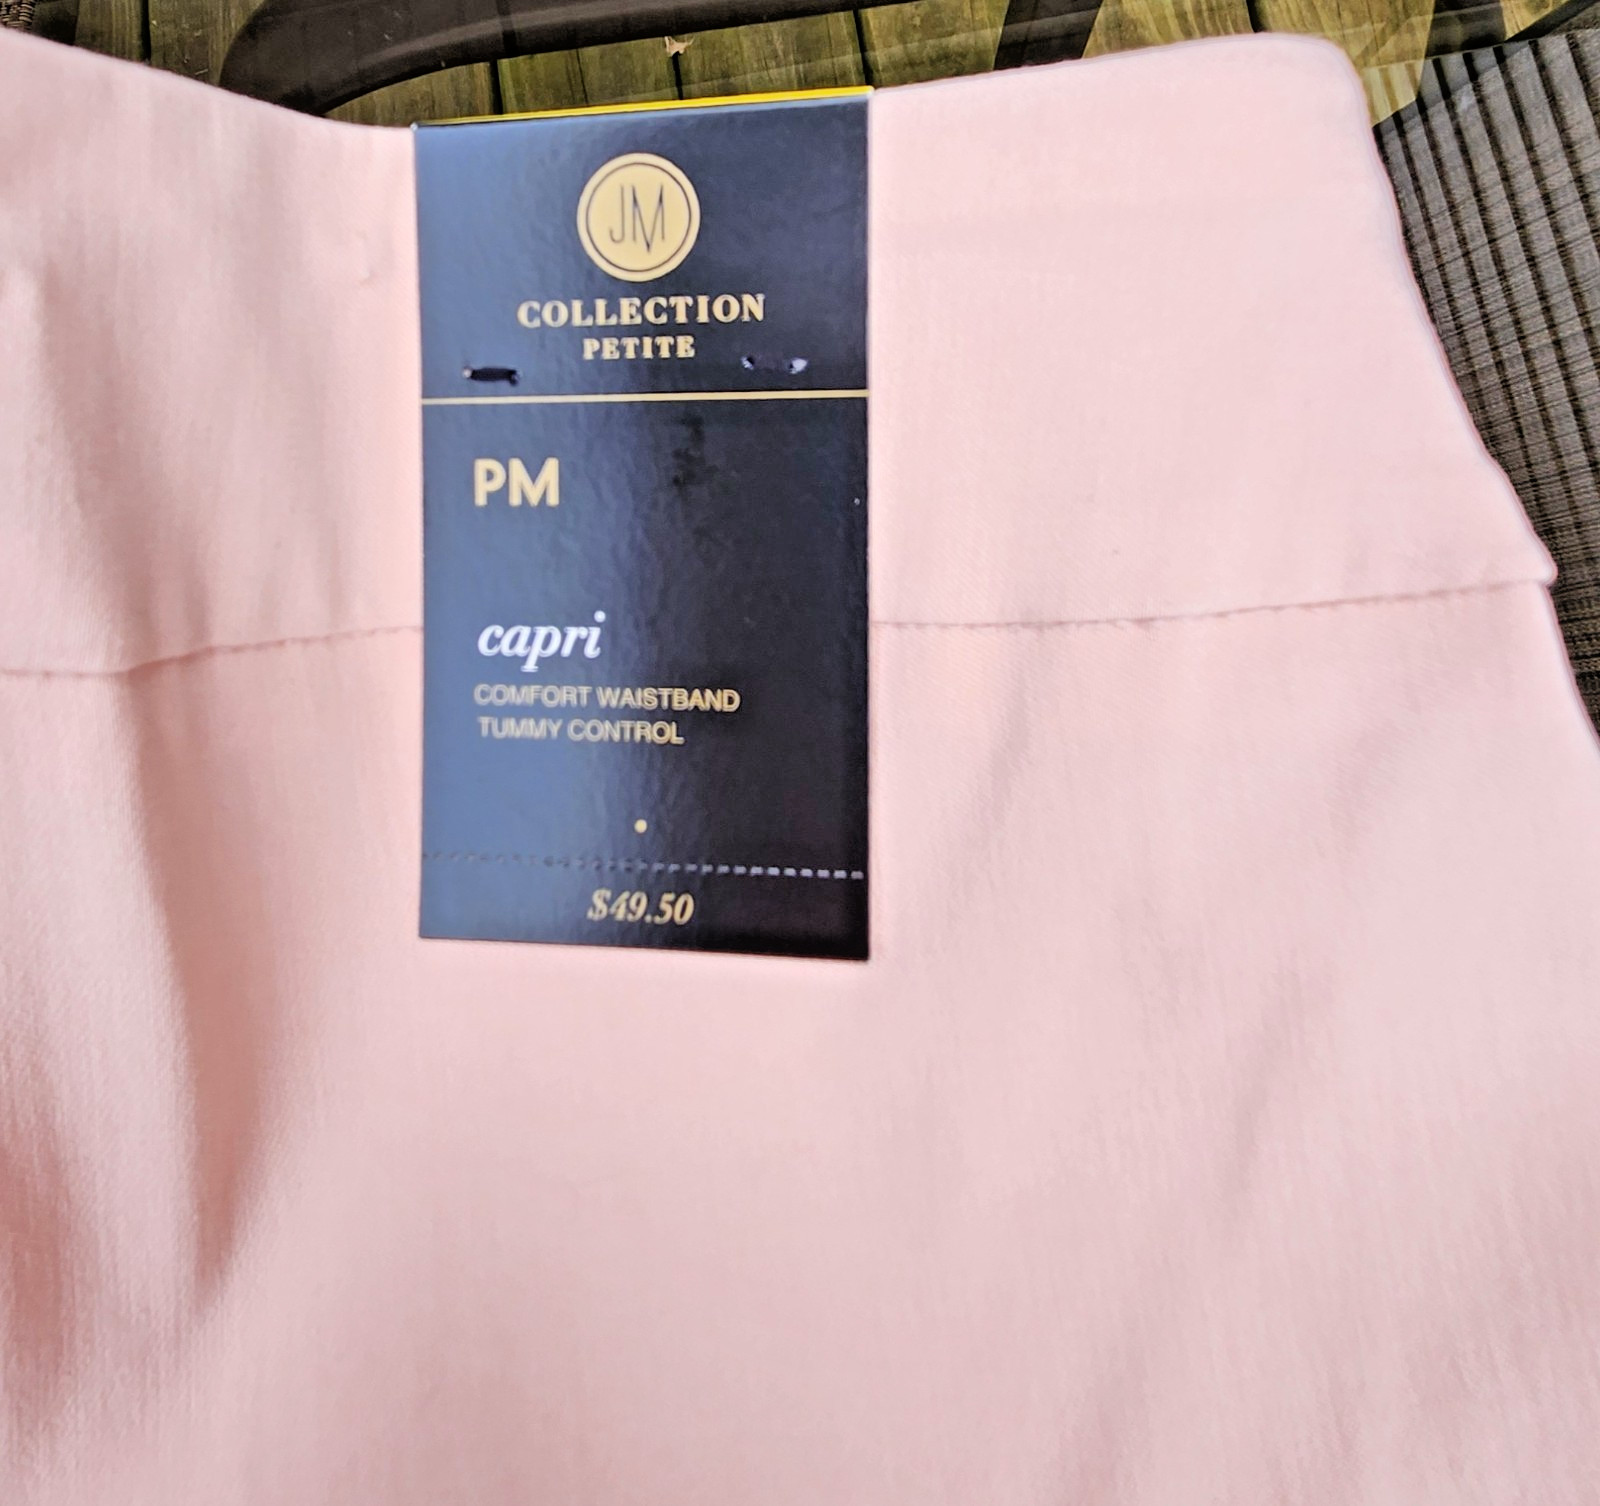 JM
COLLECTION
PETITE
PM
capri
COMFORT WAISTBAND
TUMMY CONTROL
$49.50